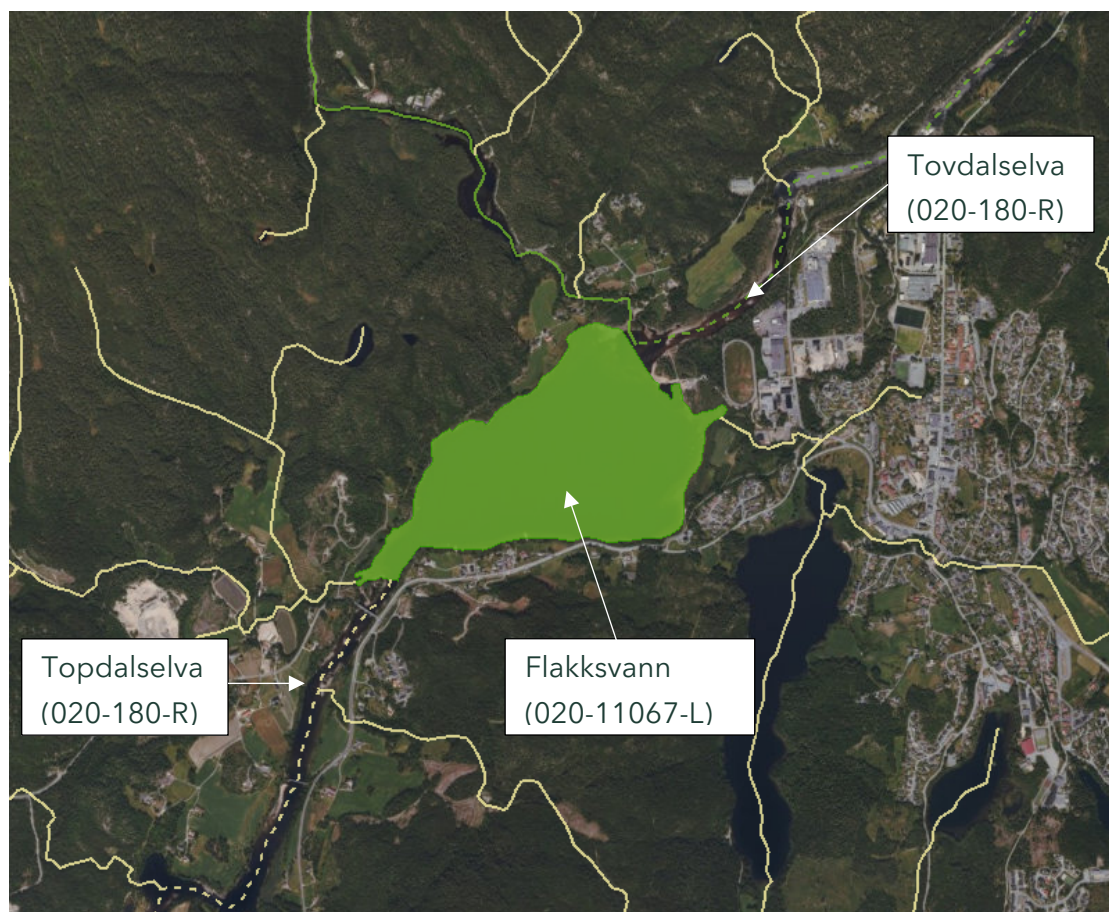 Tovdalselva
(020-180-R)
Topdalselva
(020-180-R)
Flakksvann
(020-11067-L)